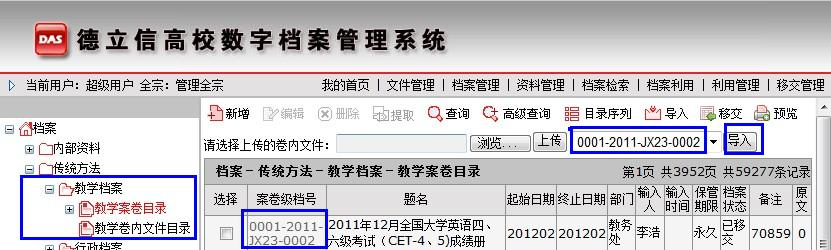 DAS 德立信高校数字档案管理系统
当前用户：超级用户 全宗：管理全宗 我的首页 | 文件管理 | 档案管理 | 资料管理 | 档案检索 | 档案利用 | 利用管理 | 移交管理
新增 编辑 删除 提取 查询 高级查询 目录序列 导入 移交 预览
请选择上传的卷内文件： 浏览... 上传 0001-2011-JX23-0002 导入
档案
内部资料
传统方法
教学档案
教学案卷目录
教学卷内文件目录
行政档案
档案－传统方法－教学档案－教学案卷目录 第1页 共3952页 共59277条记录
选择 案卷级档号 题名 起始日期 终止日期 部门 输入人 输入时间 保管期限 档案状态 备注 原文
0001-2011-JX23-0002 2011年12月全国大学英语四、六级考试（CET-4、5)成绩册 201202 201202 教务处 李浩 永久 已移交 70859 0